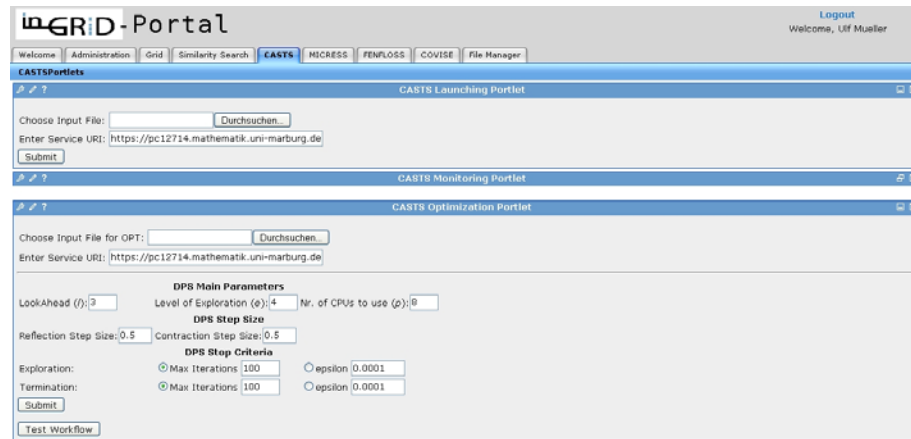 inGRID-Portal
Logout
Welcome, Ulf Mueller
Welcome Administration Grid Similarity Search CASTS MICRESS FENFLOSS COVISE File Manager
CASTSPortlets
? CASTS Launching Portlet
Choose Input File: Durchsuchen...
Enter Service URI: https://pc12714.mathematik.uni-marburg.de
Submit
? CASTS Monitoring Portlet
? CASTS Optimization Portlet
Choose Input File for OPT: Durchsuchen...
Enter Service URI: https://pc12714.mathematik.uni-marburg.de
DPS Main Parameters
LookAhead (l): 3 Level of Exploration (e): 4 Nr. of CPUs to use (p): 8
DPS Step Size
Reflection Step Size: 0.5 Contraction Step Size: 0.5
DPS Stop Criteria
Exploration: Max Iterations 100 epsilon 0.0001
Termination: Max Iterations 100 epsilon 0.0001
Submit
Test Workflow